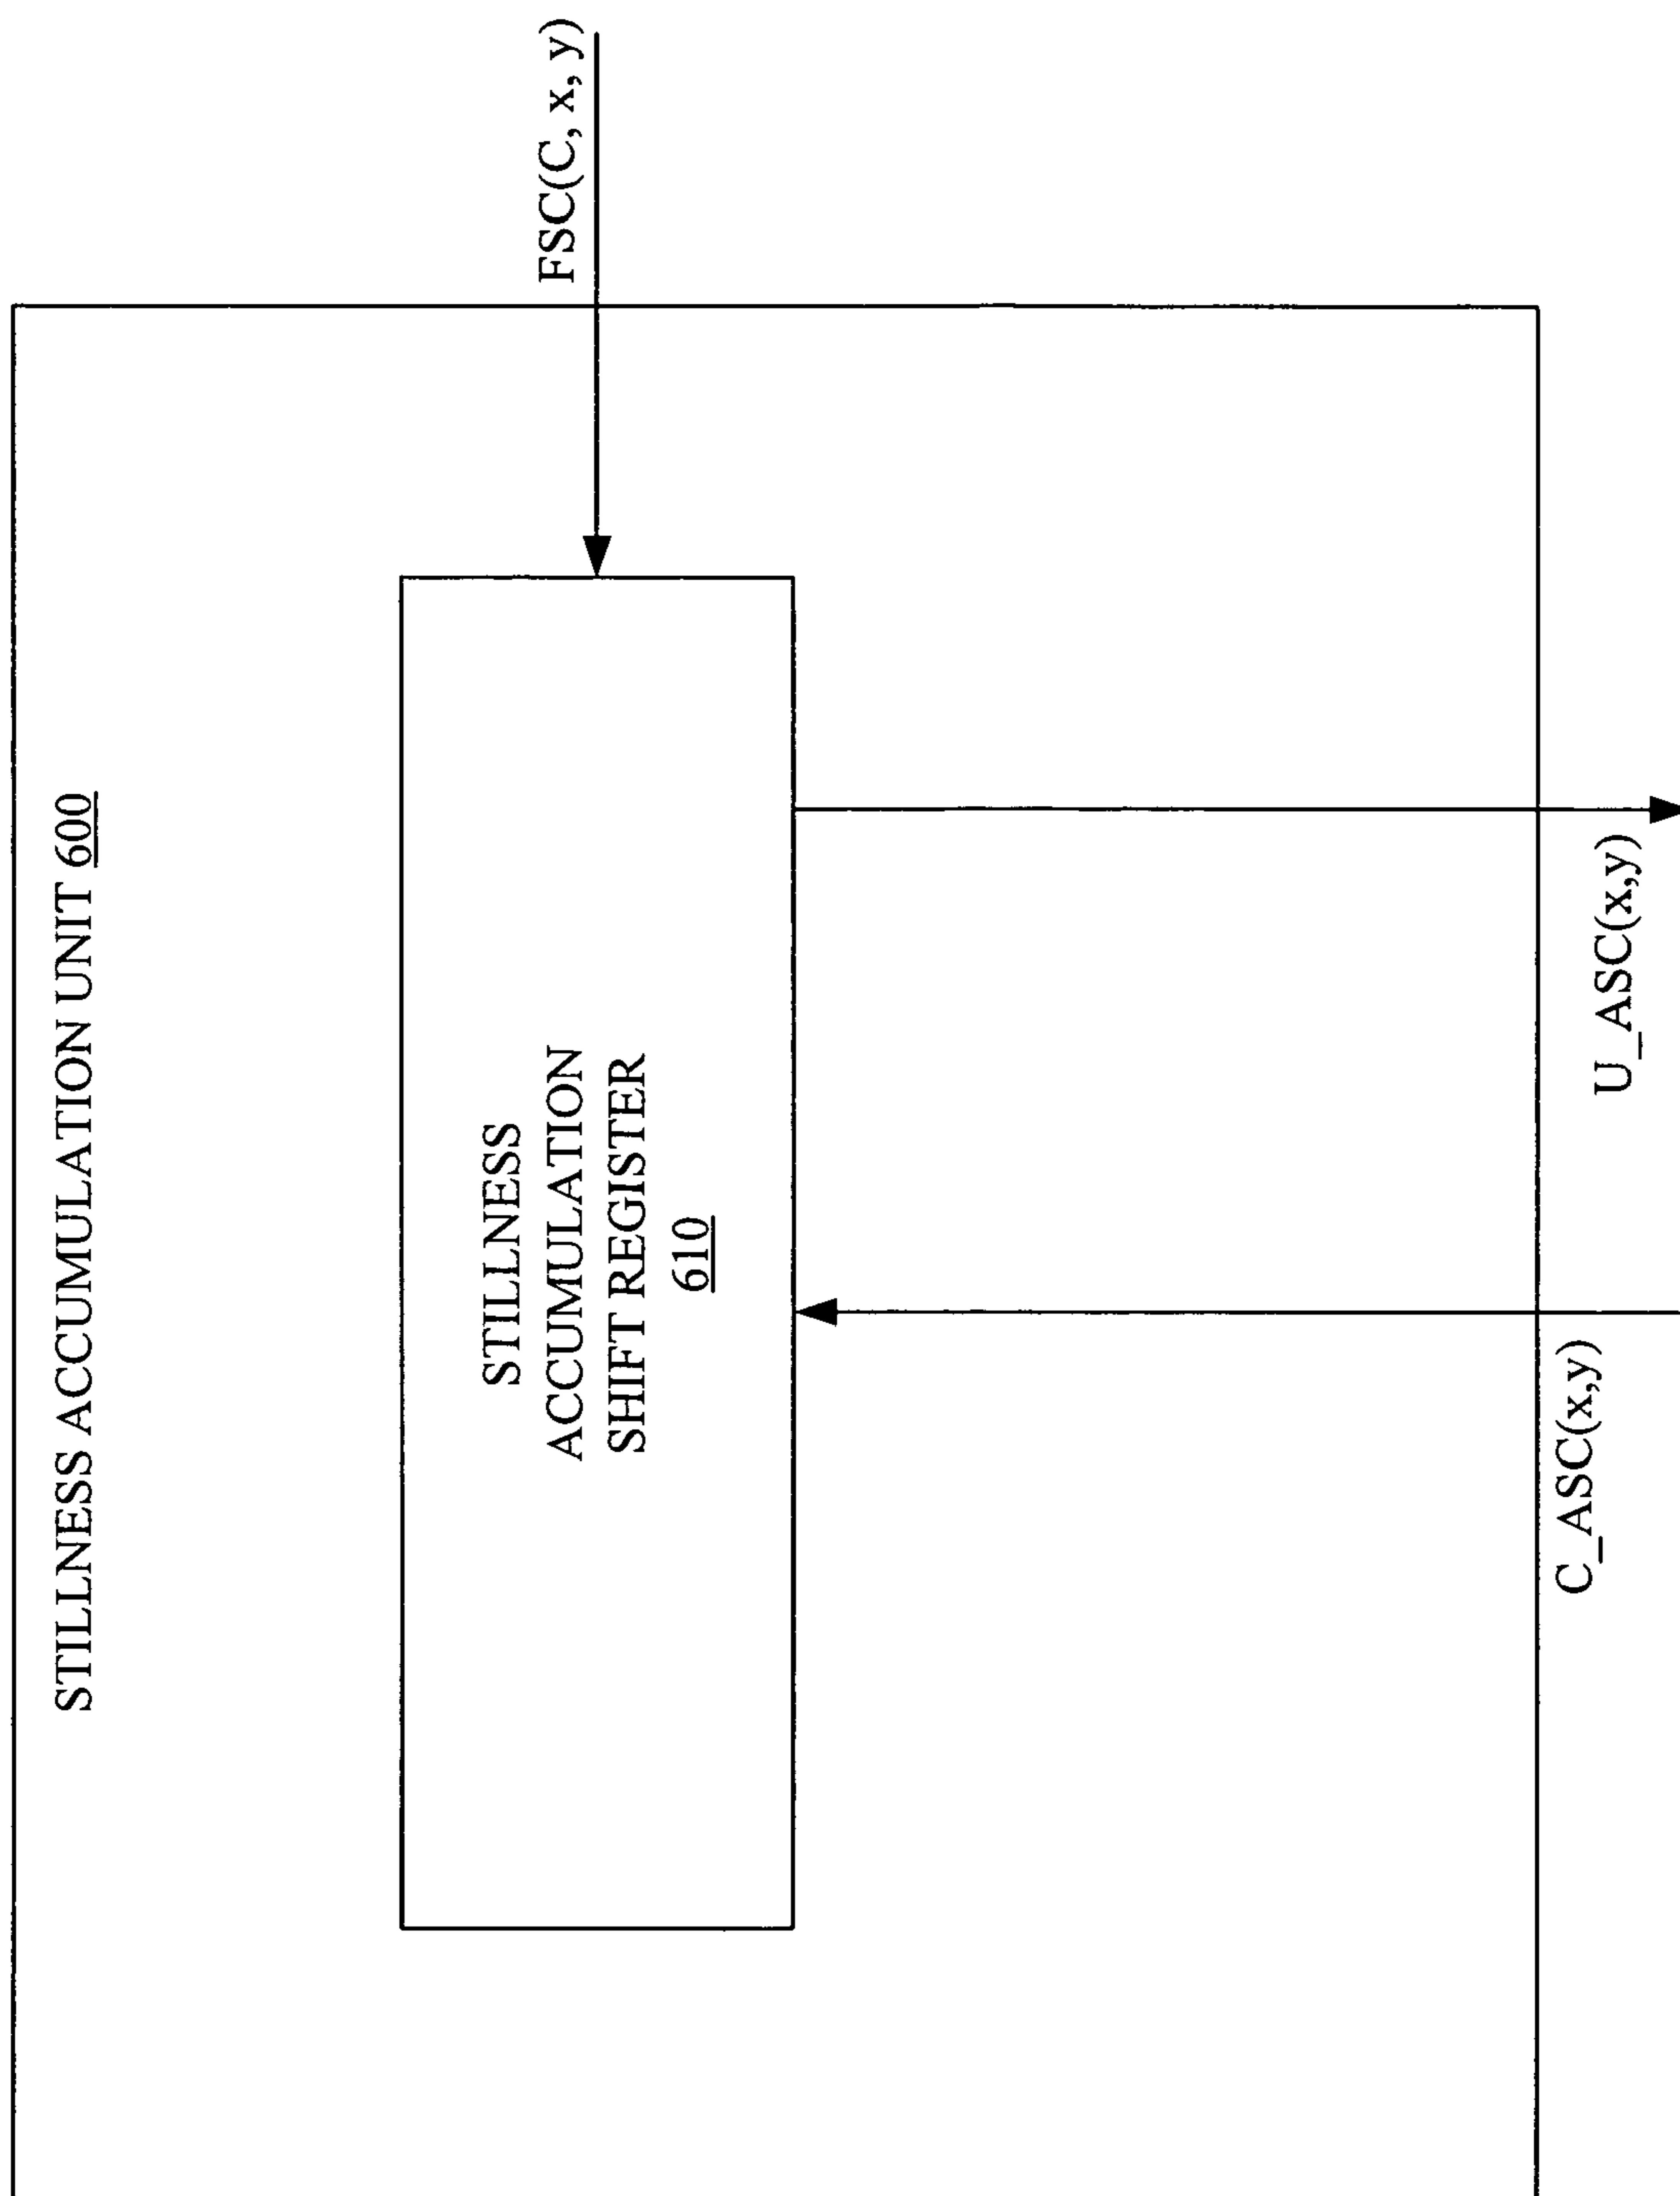 STILLNESS ACCUMULATION UNIT 600
STILLNESS
ACCUMULATION
SHIFT REGISTER
610
FSC(C, x, y)
C_ASC(x,y)
U_ASC(x,y)